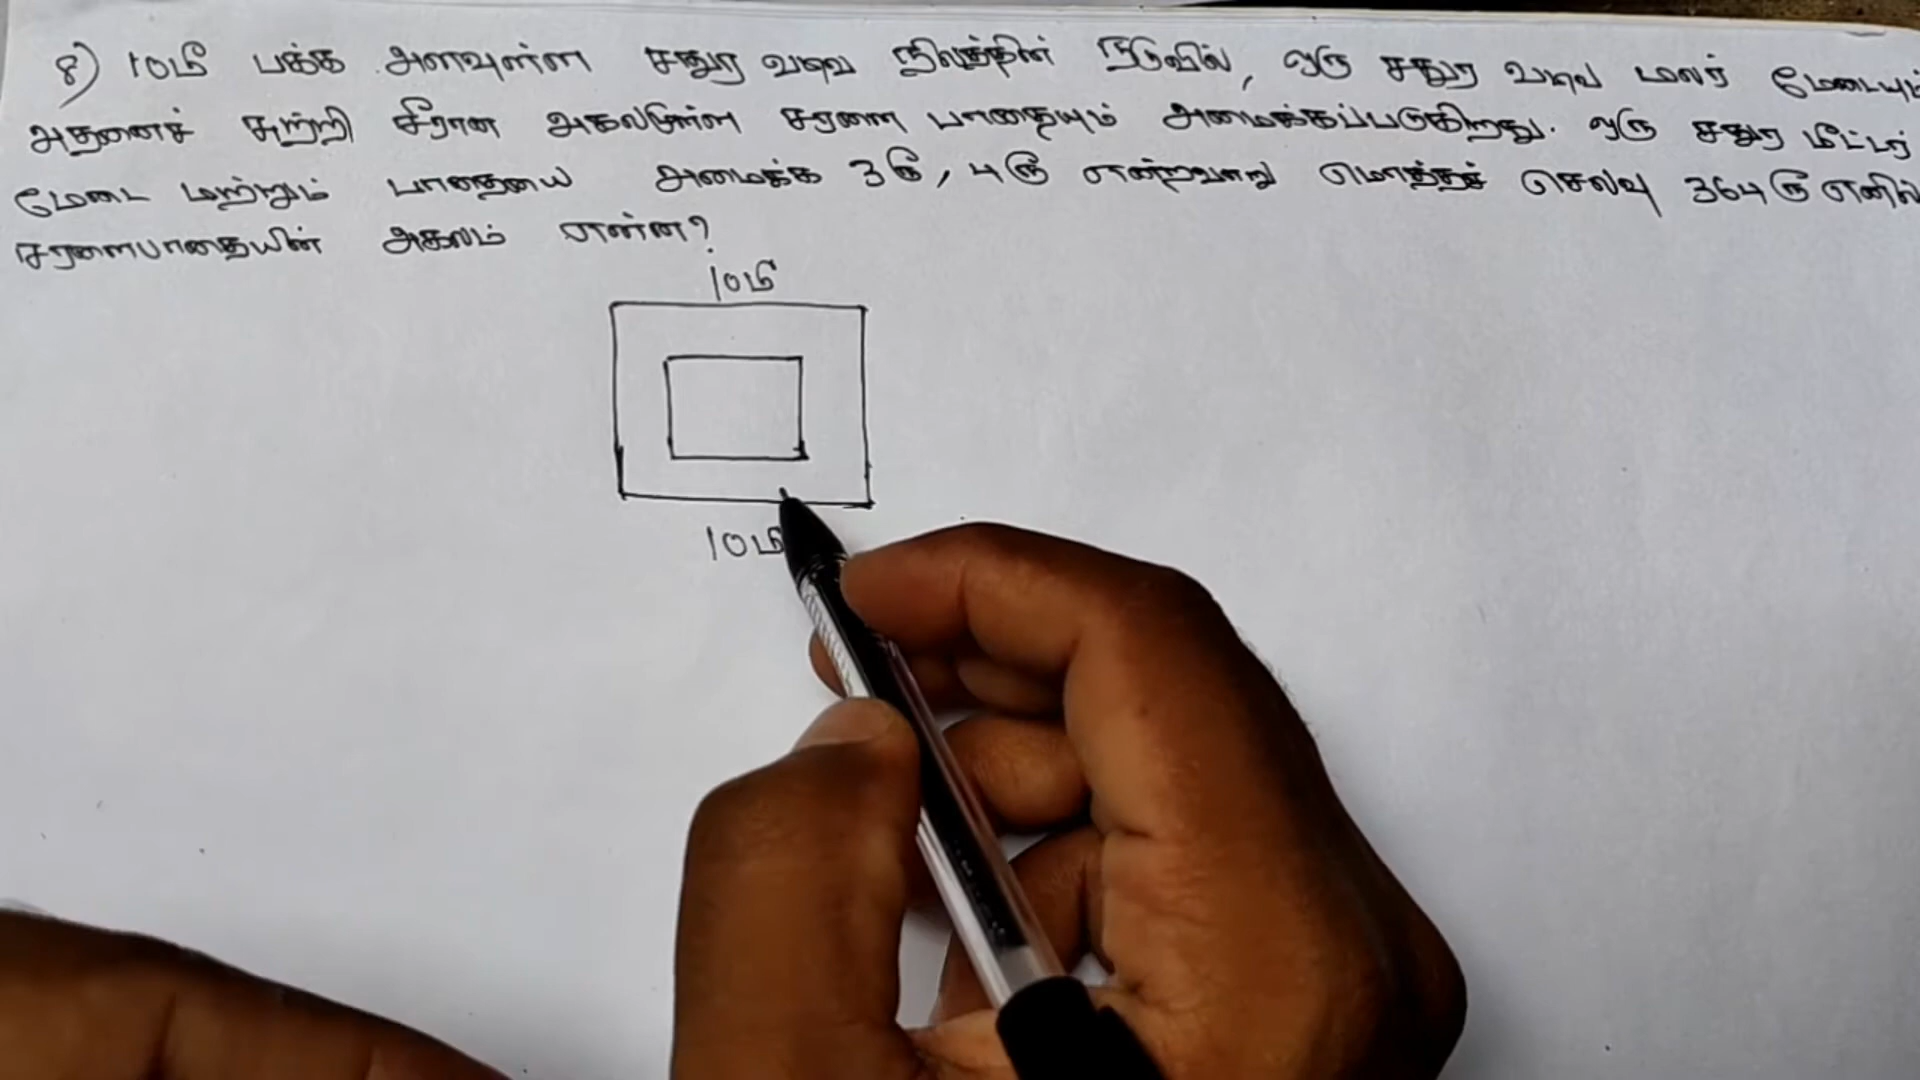 8) 10மீ பக்க அளவுள்ள சதுர வடிவ நிலத்தின் நடுவில், ஒரு சதுர வடிவ மலர் மேடையும்
அதனைச் சுற்றி சீரான அகலமுள்ள சரளை பாதையும் அமைக்கப்படுகிறது. ஒரு சதுர மீட்டர்
மேடை மற்றும் பாதையை அமைக்க 3ரூ, 4ரூ என்றவாறு மொத்தச் செலவு 364ரூ எனில்
சரளைபாதையின் அகலம் என்ன?
10மீ
10மீ